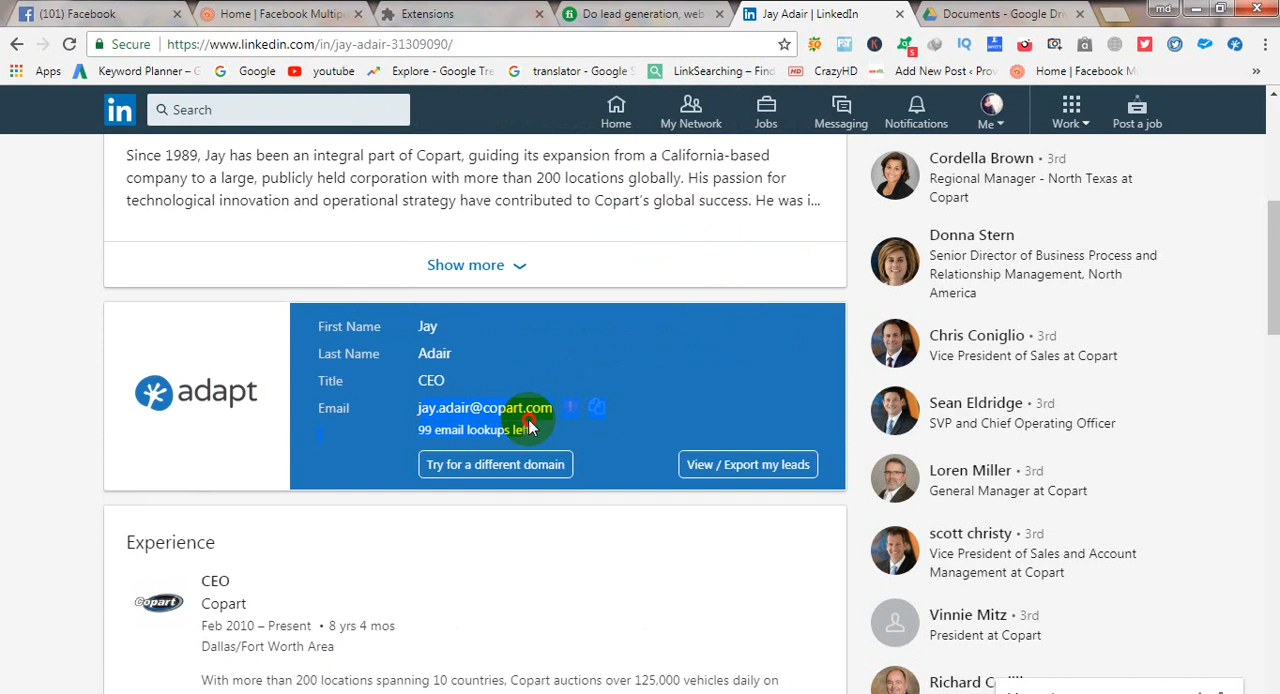 (101) Facebook
Home | Facebook Multip
Extensions
Do lead generation, web
Jay Adair | LinkedIn
Documents - Google Dri
md
Secure
https://www.linkedin.com/in/jay-adair-31309090/
Apps
Keyword Planner – G
Google
youtube
Explore - Google Tre
translator - Google S
LinkSearching – Find
CrazyHD
Add New Post ‹ Prov
Home | Facebook M
Search
Home
My Network
Jobs
Messaging
Notifications
Me
Work
Post a job
Since 1989, Jay has been an integral part of Copart, guiding its expansion from a California-based
company to a large, publicly held corporation with more than 200 locations globally. His passion for
technological innovation and operational strategy have contributed to Copart's global success. He was i...
Show more
adapt
First Name Jay
Last Name Adair
Title CEO
Email jay.adair@copart.com
99 email lookups left
Try for a different domain
View / Export my leads
Experience
Copart
CEO
Copart
Feb 2010 – Present • 8 yrs 4 mos
Dallas/Fort Worth Area
With more than 200 locations spanning 10 countries, Copart auctions over 125,000 vehicles daily on
Cordella Brown • 3rd
Regional Manager - North Texas at
Copart
Donna Stern
Senior Director of Business Process and
Relationship Management, North
America
Chris Coniglio • 3rd
Vice President of Sales at Copart
Sean Eldridge • 3rd
SVP and Chief Operating Officer
Loren Miller • 3rd
General Manager at Copart
scott christy • 3rd
Vice President of Sales and Account
Management at Copart
Vinnie Mitz • 3rd
President at Copart
Richard C